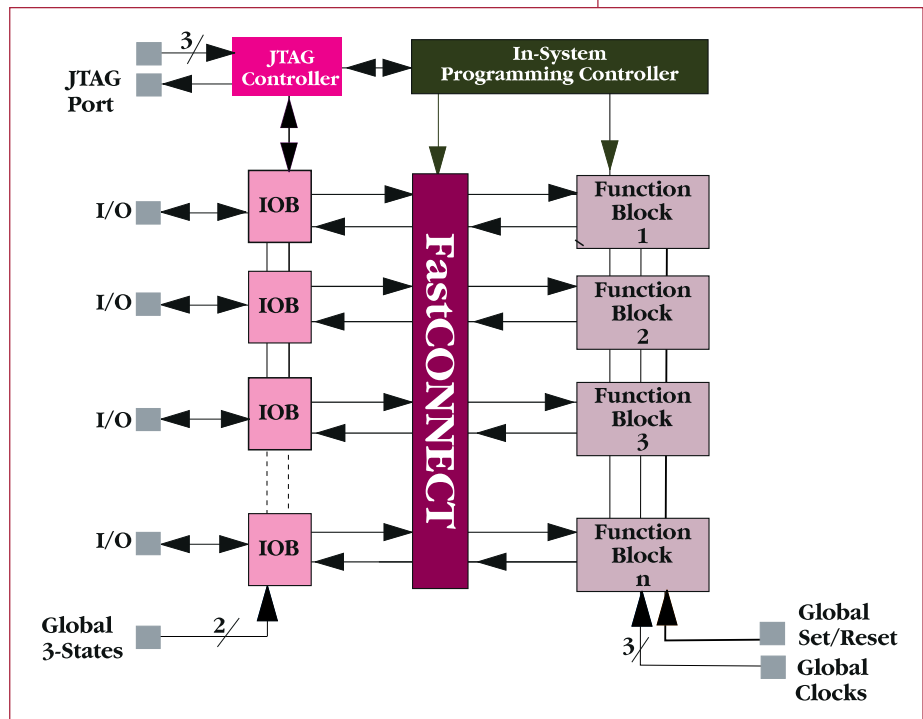 3
JTAG
Port
JTAG
Controller
In-System
Programming Controller
I/O
IOB
Function
Block
1
I/O
IOB
Function
Block
2
I/O
IOB
Function
Block
3
I/O
IOB
Function
Block
n
FastCONNECT
Global
3-States
2
3
Global
Set/Reset
Global
Clocks